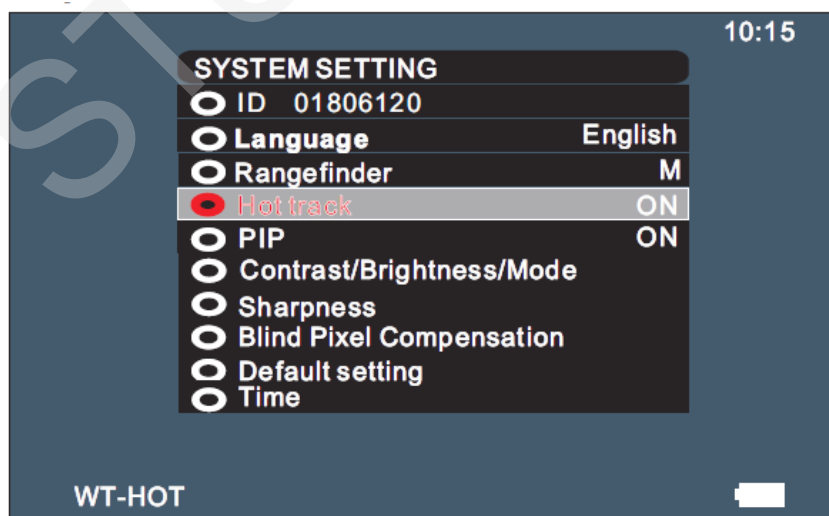 10:15
SYSTEM SETTING
ID 01806120
Language English
Rangefinder M
Hot track ON
PIP ON
Contrast/Brightness/Mode
Sharpness
Blind Pixel Compensation
Default setting
Time
WT-HOT